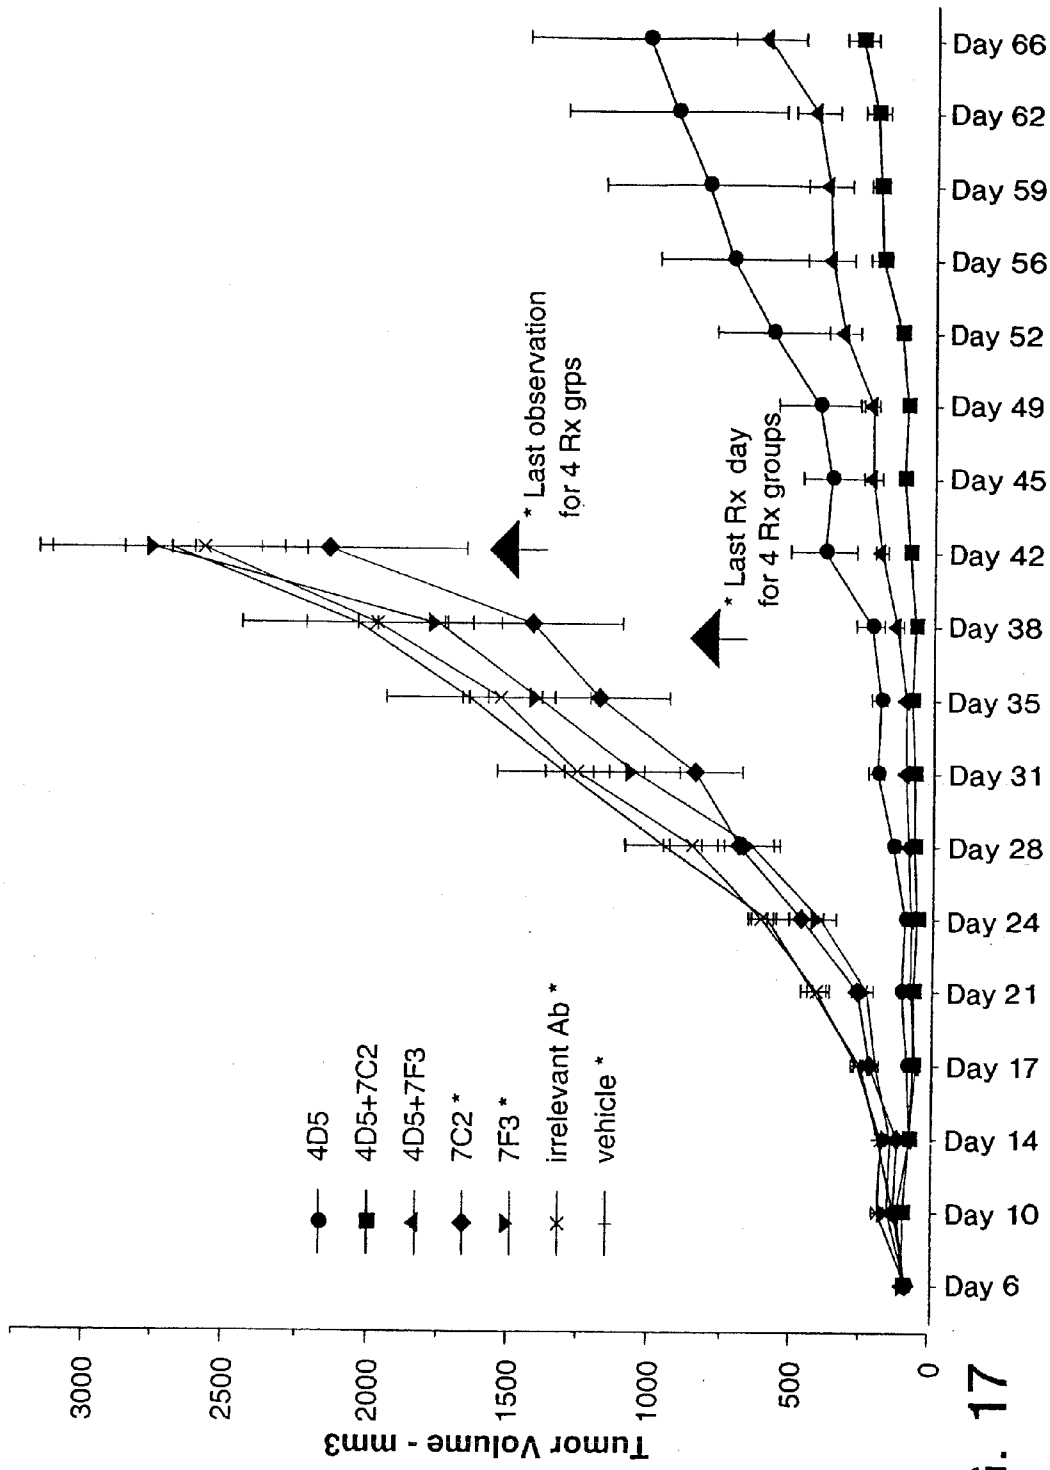 Tumor Volume - mm3
3000
2500
2000
1500
1000
500
0
4D5
4D5+7C2
4D5+7F3
7C2 *
7F3 *
irrelevant Ab *
vehicle *
* Last observation
for 4 Rx grps
* Last Rx day
for 4 Rx groups
Day 6
Day 10
Day 14
Day 17
Day 21
Day 24
Day 28
Day 31
Day 35
Day 38
Day 42
Day 45
Day 49
Day 52
Day 56
Day 59
Day 62
Day 66
17